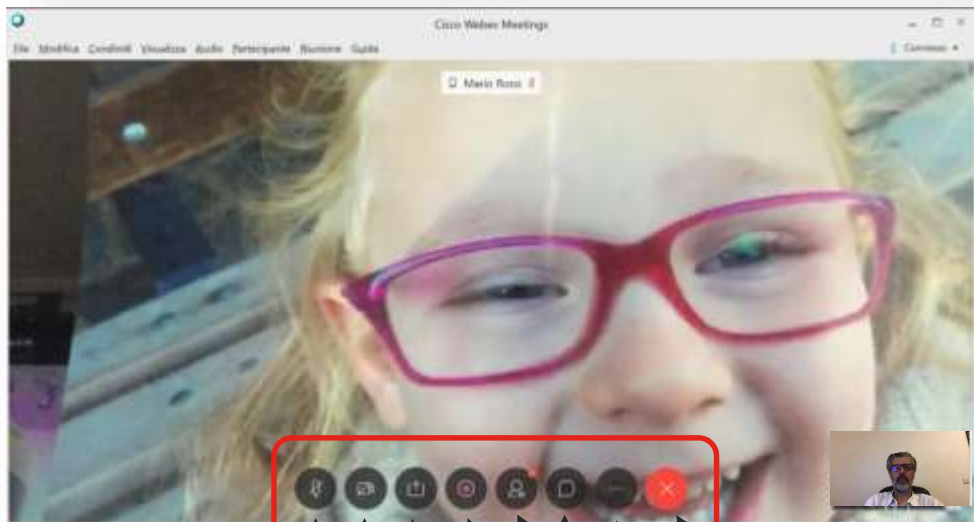 Cisco Webex Meetings
File Modifica Condividi Visualizza Audio Partecipante Riunione Guida
Connesso
Mario Rossi